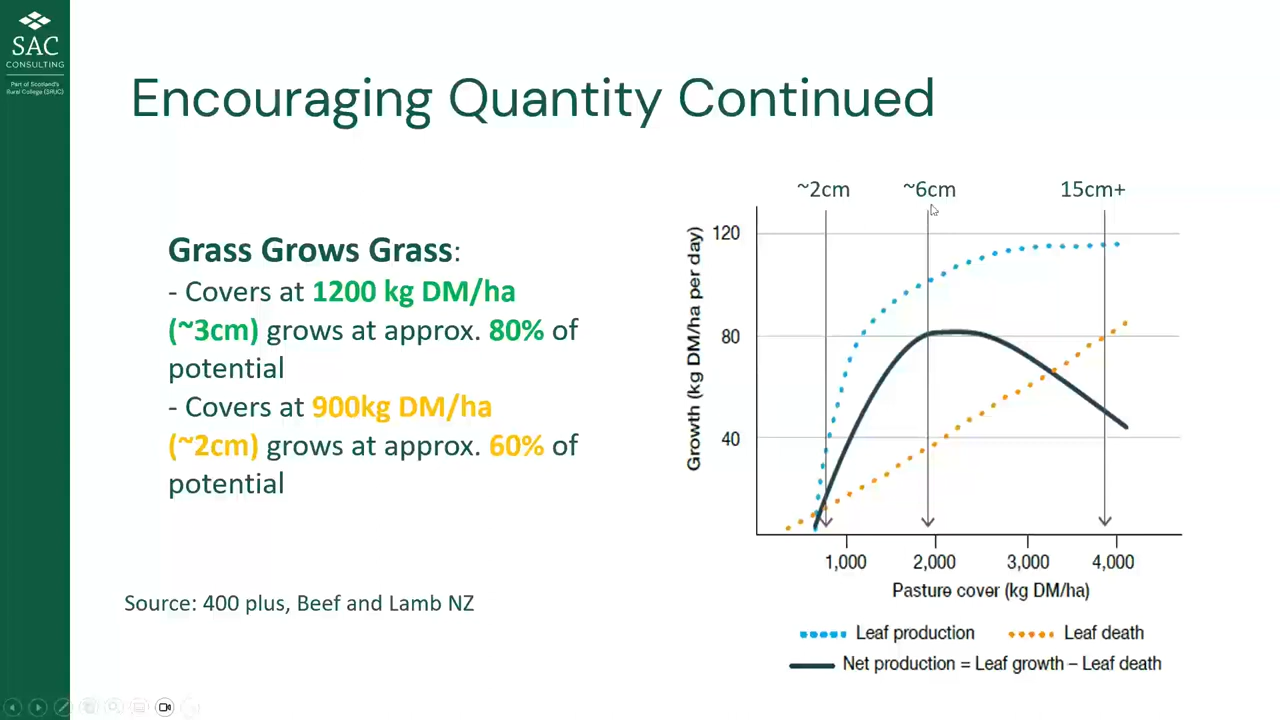 SAC
CONSULTING
Part of Scotland's
Rural College (SRUC)
Encouraging Quantity Continued
Grass Grows Grass:
- Covers at 1200 kg DM/ha
(~3cm) grows at approx. 80% of
potential
- Covers at 900kg DM/ha
(~2cm) grows at approx. 60% of
potential
Source: 400 plus, Beef and Lamb NZ
~2cm ~6cm 15cm+
Growth (kg DM/ha per day)
120
80
40
1,000 2,000 3,000 4,000
Pasture cover (kg DM/ha)
Leaf production Leaf death
Net production = Leaf growth – Leaf death